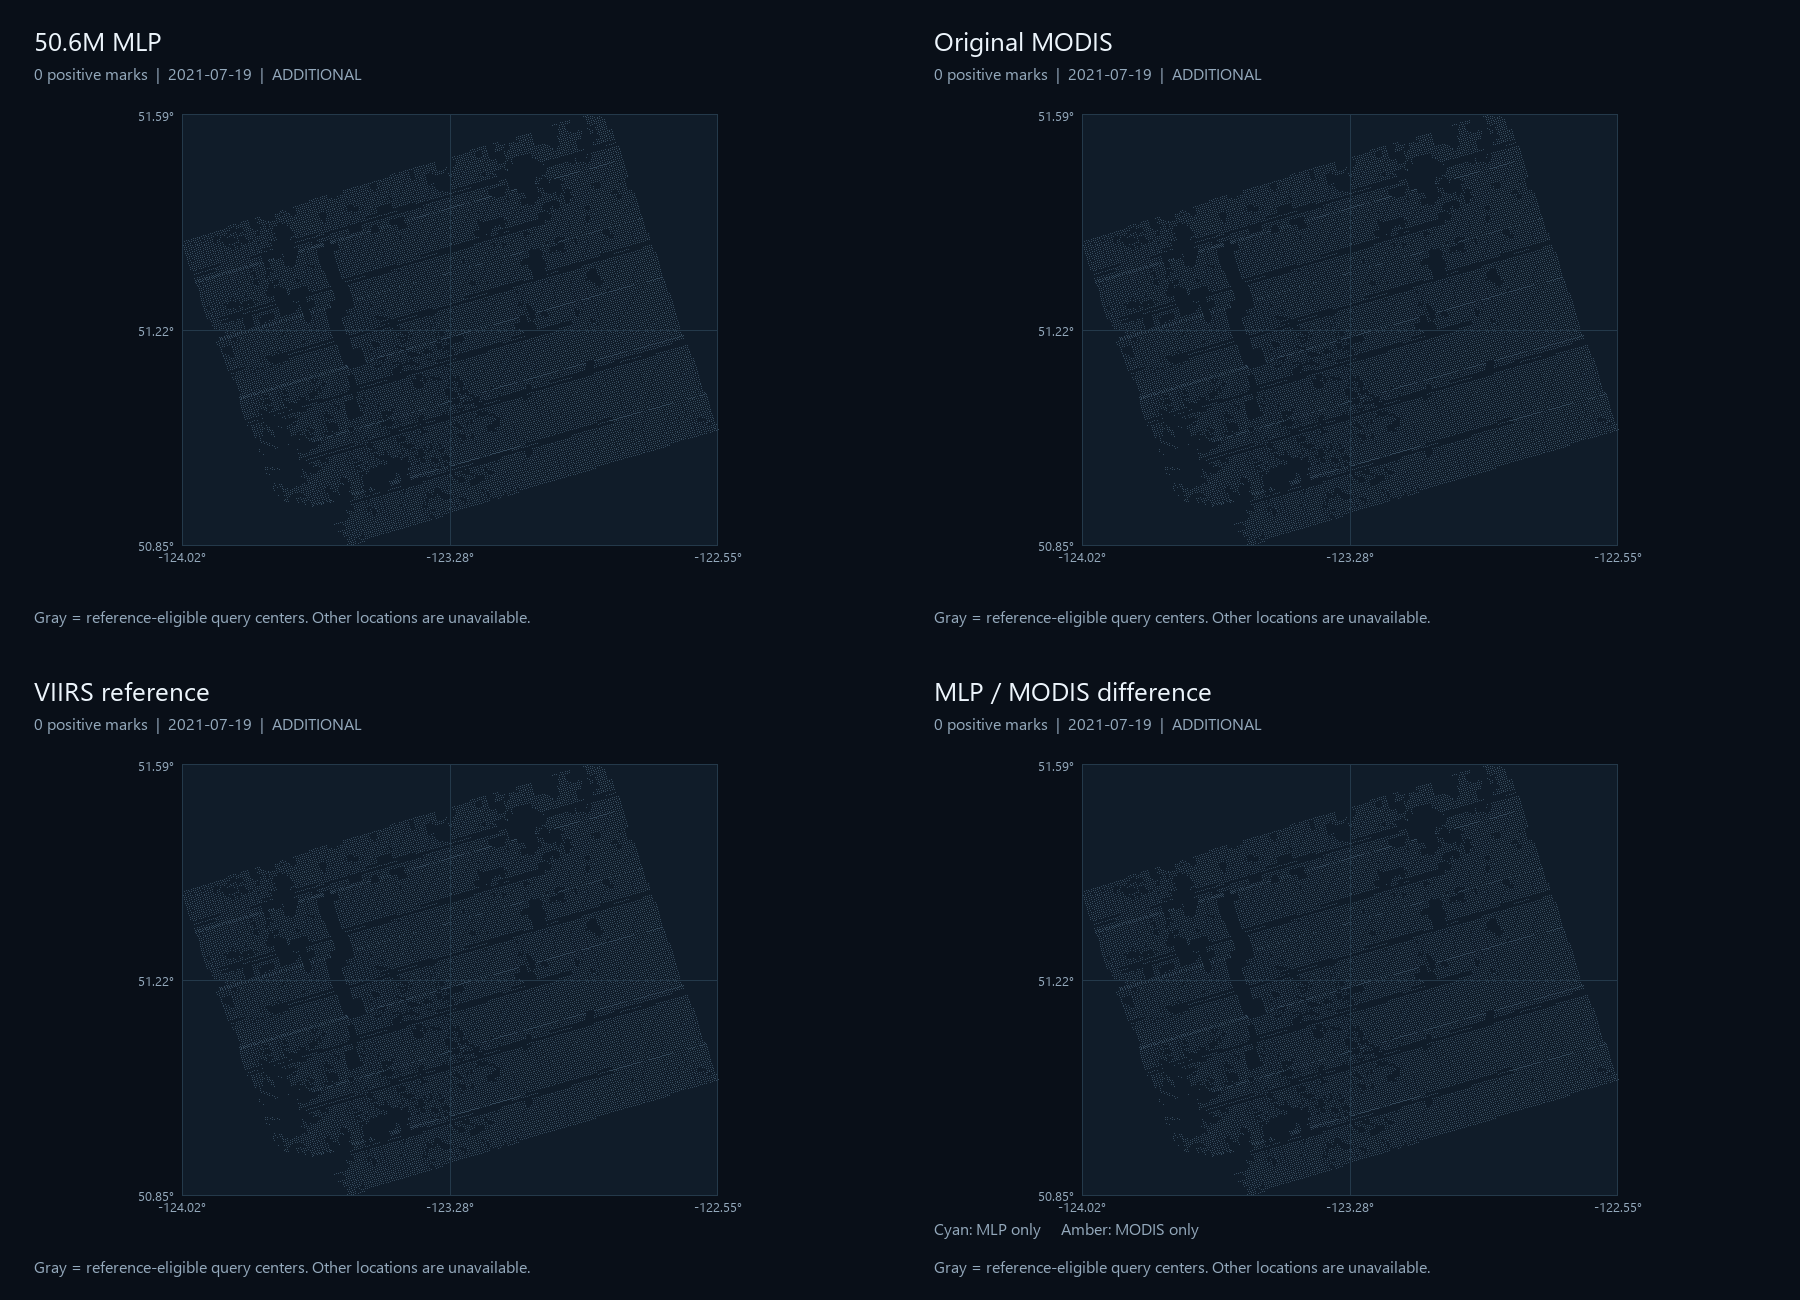 50.6M MLP
0 positive marks | 2021-07-19 | ADDITIONAL
51.59°
51.22°
50.85°
-124.02°
-123.28°
-122.55°
Gray = reference-eligible query centers. Other locations are unavailable.
Original MODIS
0 positive marks | 2021-07-19 | ADDITIONAL
51.59°
51.22°
50.85°
-124.02°
-123.28°
-122.55°
Gray = reference-eligible query centers. Other locations are unavailable.
VIIRS reference
0 positive marks | 2021-07-19 | ADDITIONAL
51.59°
51.22°
50.85°
-124.02°
-123.28°
-122.55°
Gray = reference-eligible query centers. Other locations are unavailable.
MLP / MODIS difference
0 positive marks | 2021-07-19 | ADDITIONAL
51.59°
51.22°
50.85°
-124.02°
-123.28°
-122.55°
Cyan: MLP only Amber: MODIS only
Gray = reference-eligible query centers. Other locations are unavailable.